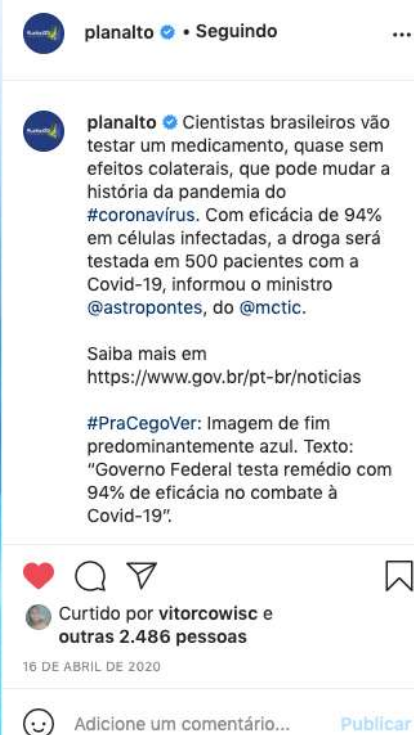 planalto • Seguindo
planalto Cientistas brasileiros vão
testar um medicamento, quase sem
efeitos colaterais, que pode mudar a
história da pandemia do
#coronavírus. Com eficácia de 94%
em células infectadas, a droga será
testada em 500 pacientes com a
Covid-19, informou o ministro
@astropontes, do @mctic.
Saiba mais em
https://www.gov.br/pt-br/noticias
#PraCegoVer: Imagem de fim
predominantemente azul. Texto:
“Governo Federal testa remédio com
94% de eficácia no combate à
Covid-19”.
Curtido por vitorcowisc e
outras 2.486 pessoas
16 DE ABRIL DE 2020
Adicione um comentário... Publicar